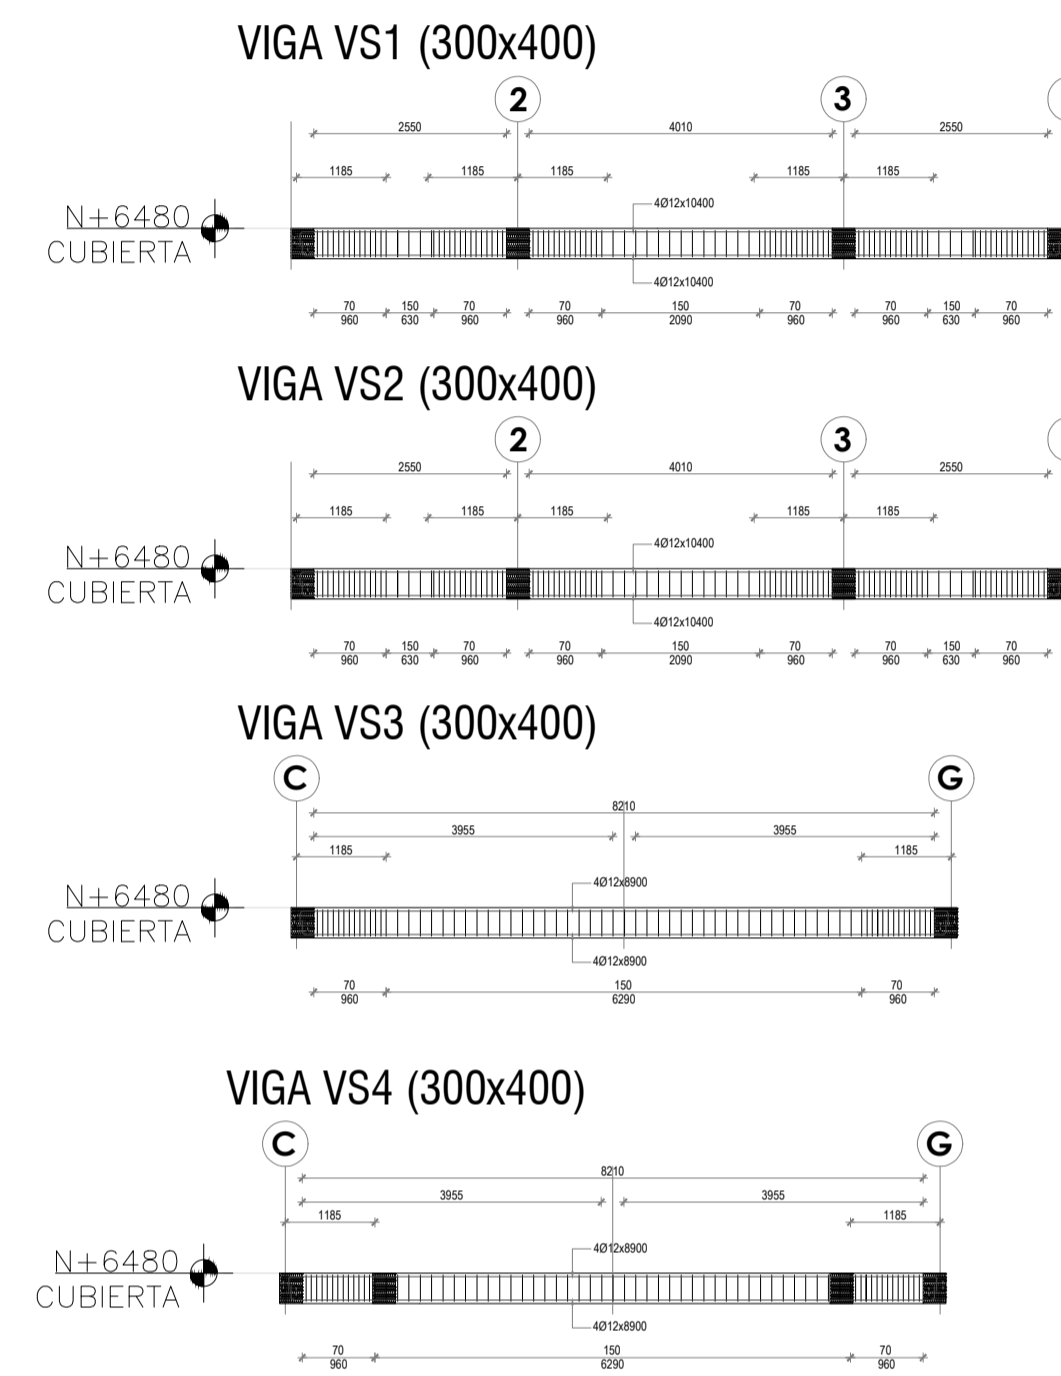 VIGA VS1 (300x400)
2 3
2550 4010 2550
1185 1185 1185 1185 1185
4Ø12x10400
N+6480
CUBIERTA
4Ø12x10400
70 150 70 70 150 70 70 150 70
960 630 960 960 2090 960 960 630 960
VIGA VS2 (300x400)
2 3
2550 4010 2550
1185 1185 1185 1185 1185
4Ø12x10400
N+6480
CUBIERTA
4Ø12x10400
70 150 70 70 150 70 70 150 70
960 630 960 960 2090 960 960 630 960
VIGA VS3 (300x400)
C G
8210
3955 3955
1185 1185
4Ø12x8900
N+6480
CUBIERTA
4Ø12x8900
70 150 70
960 6290 960
VIGA VS4 (300x400)
C G
8210
3955 3955
1185 1185
4Ø12x8900
N+6480
CUBIERTA
4Ø12x8900
70 150 70
960 6290 960